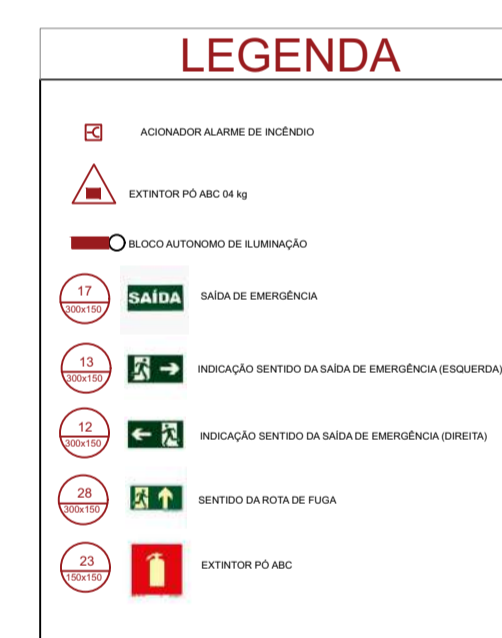 LEGENDA
ACIONADOR ALARME DE INCÊNDIO
EXTINTOR PÓ ABC 04 kg
BLOCO AUTONOMO DE ILUMINAÇÃO
17
300x150
SAÍDA
SAÍDA DE EMERGÊNCIA
13
300x150
INDICAÇÃO SENTIDO DA SAÍDA DE EMERGÊNCIA (ESQUERDA)
12
300x150
INDICAÇÃO SENTIDO DA SAÍDA DE EMERGÊNCIA (DIREITA)
28
300x150
SENTIDO DA ROTA DE FUGA
23
150x150
EXTINTOR PÓ ABC